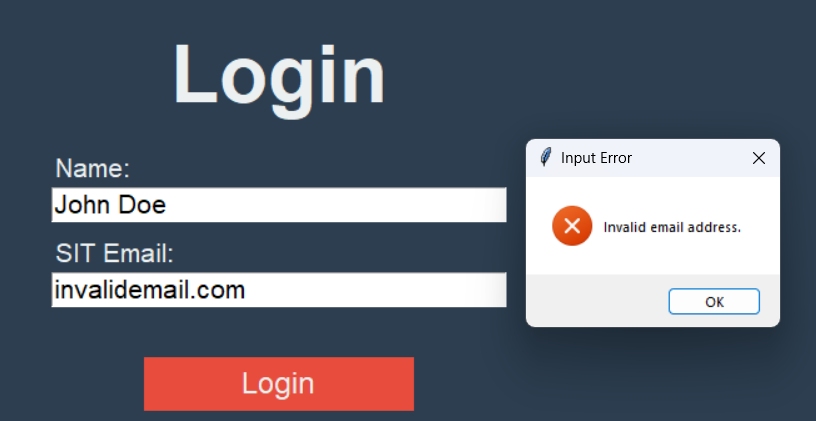 Login
Name:
John Doe
SIT Email:
invalidemail.com
Login
Input Error
Invalid email address.
OK